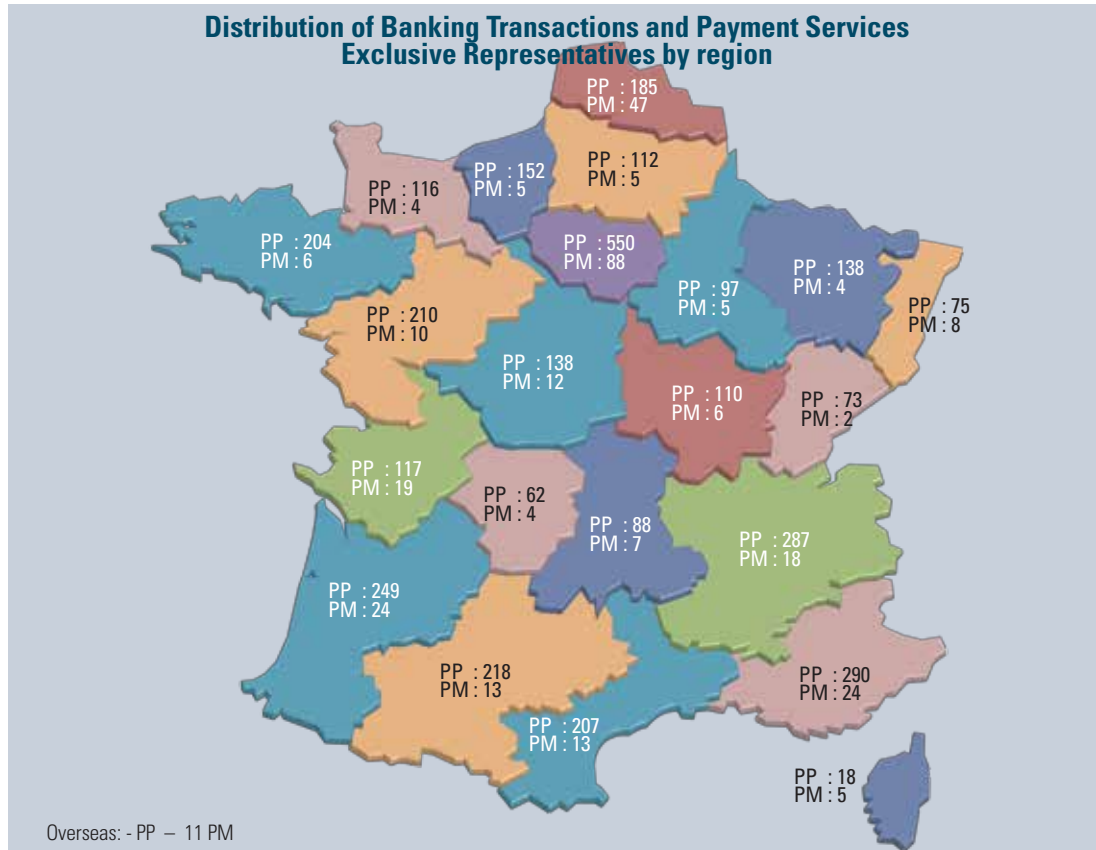 Distribution of Banking Transactions and Payment Services
Exclusive Representatives by region
PP : 185
PM : 47
PP : 112
PM : 5
PP : 152
PM : 5
PP : 116
PM : 4
PP : 204
PM : 6
PP : 550
PM : 88
PP : 138
PM : 4
PP : 97
PM : 5
PP : 75
PM : 8
PP : 210
PM : 10
PP : 138
PM : 12
PP : 110
PM : 6
PP : 73
PM : 2
PP : 117
PM : 19
PP : 62
PM : 4
PP : 88
PM : 7
PP : 287
PM : 18
PP : 249
PM : 24
PP : 218
PM : 13
PP : 290
PM : 24
PP : 207
PM : 13
PP : 18
PM : 5
Overseas: - PP – 11 PM